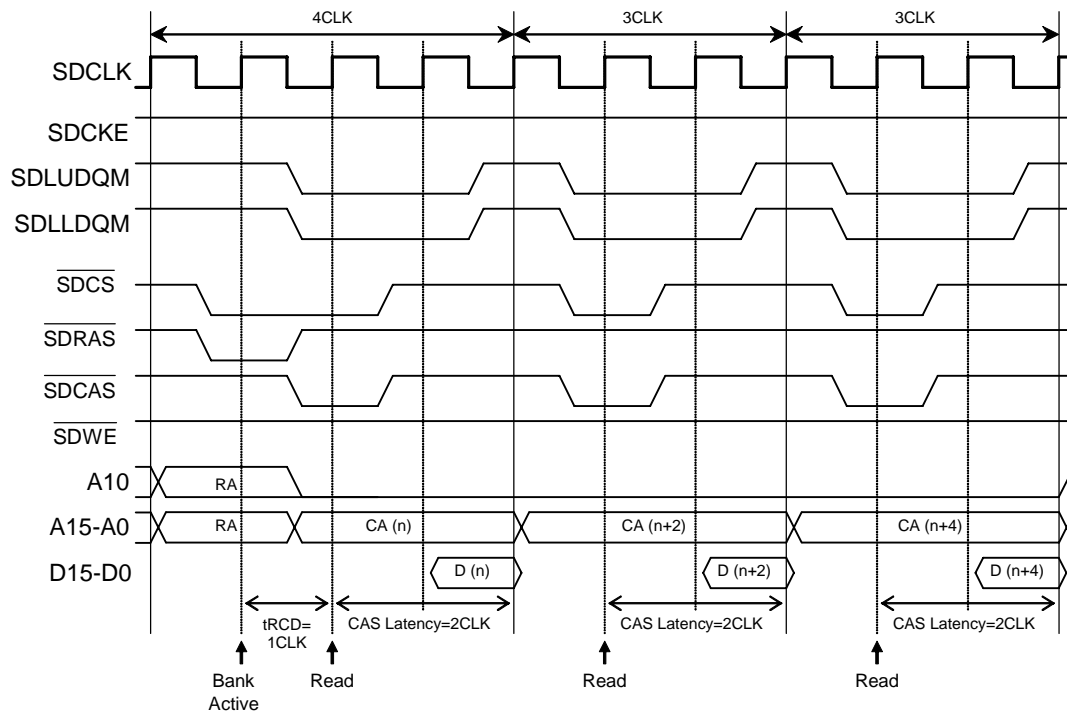 4CLK 3CLK 3CLK
SDCLK
SDCKE
SDLUDQM
SDLLDQM
SDCS
SDRAS
SDCAS
SDWE
A10 RA
A15-A0 RA CA (n) CA (n+2) CA (n+4)
D15-D0 D (n) D (n+2) D (n+4)
tRCD=
1CLK
CAS Latency=2CLK CAS Latency=2CLK CAS Latency=2CLK
Bank
Active
Read Read Read